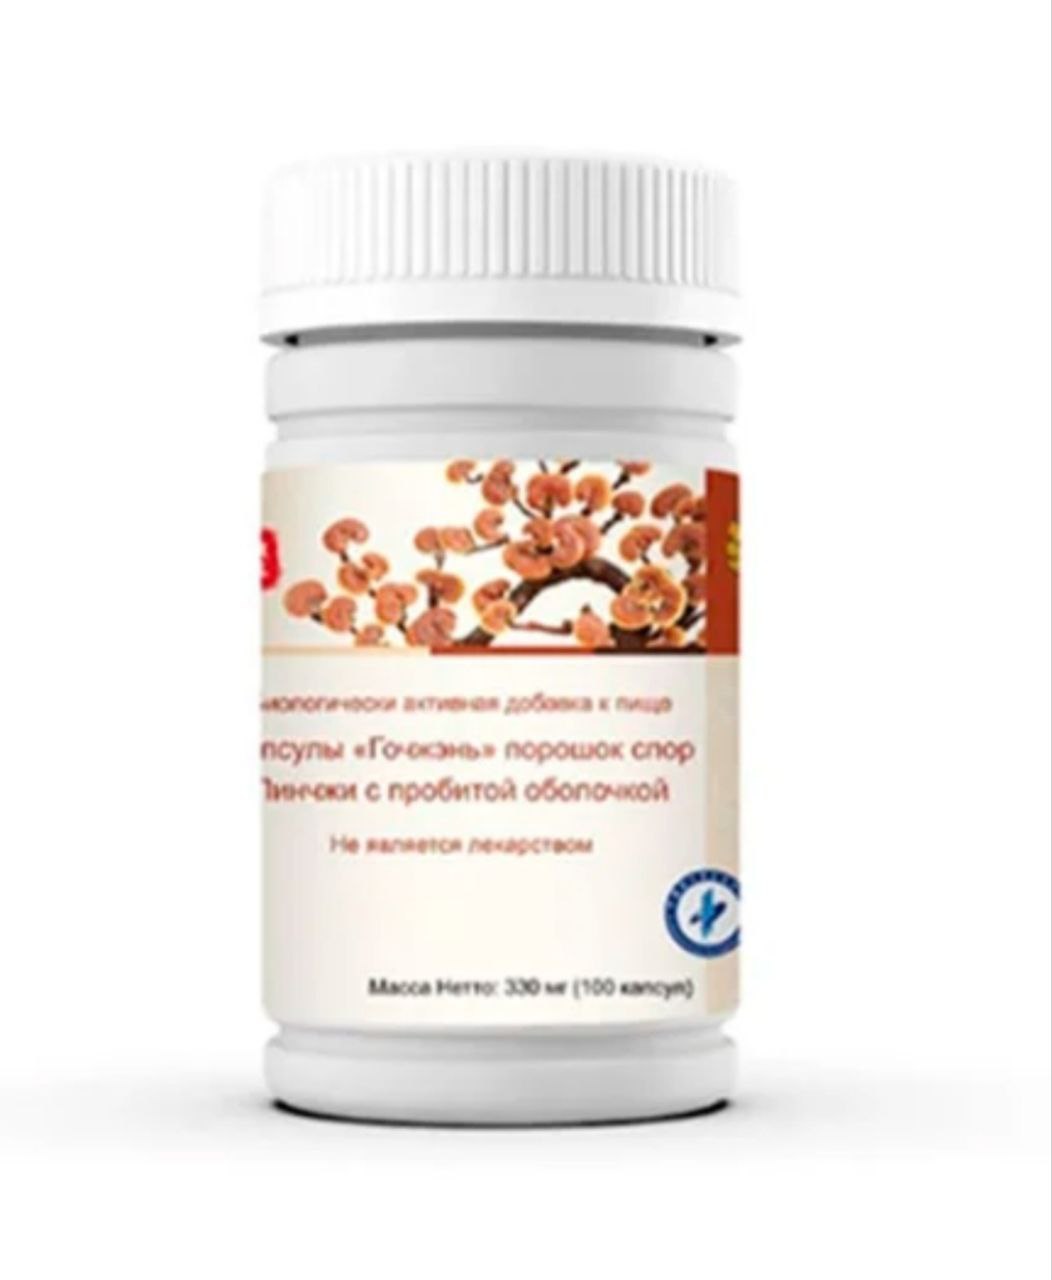 иологически активная добавка к пище
псулы «Гочжэнь» порошок спор
Линчжи с пробитой оболочкой
Не является лекарством
Масса Нетто: 330 мг (100 капсул)